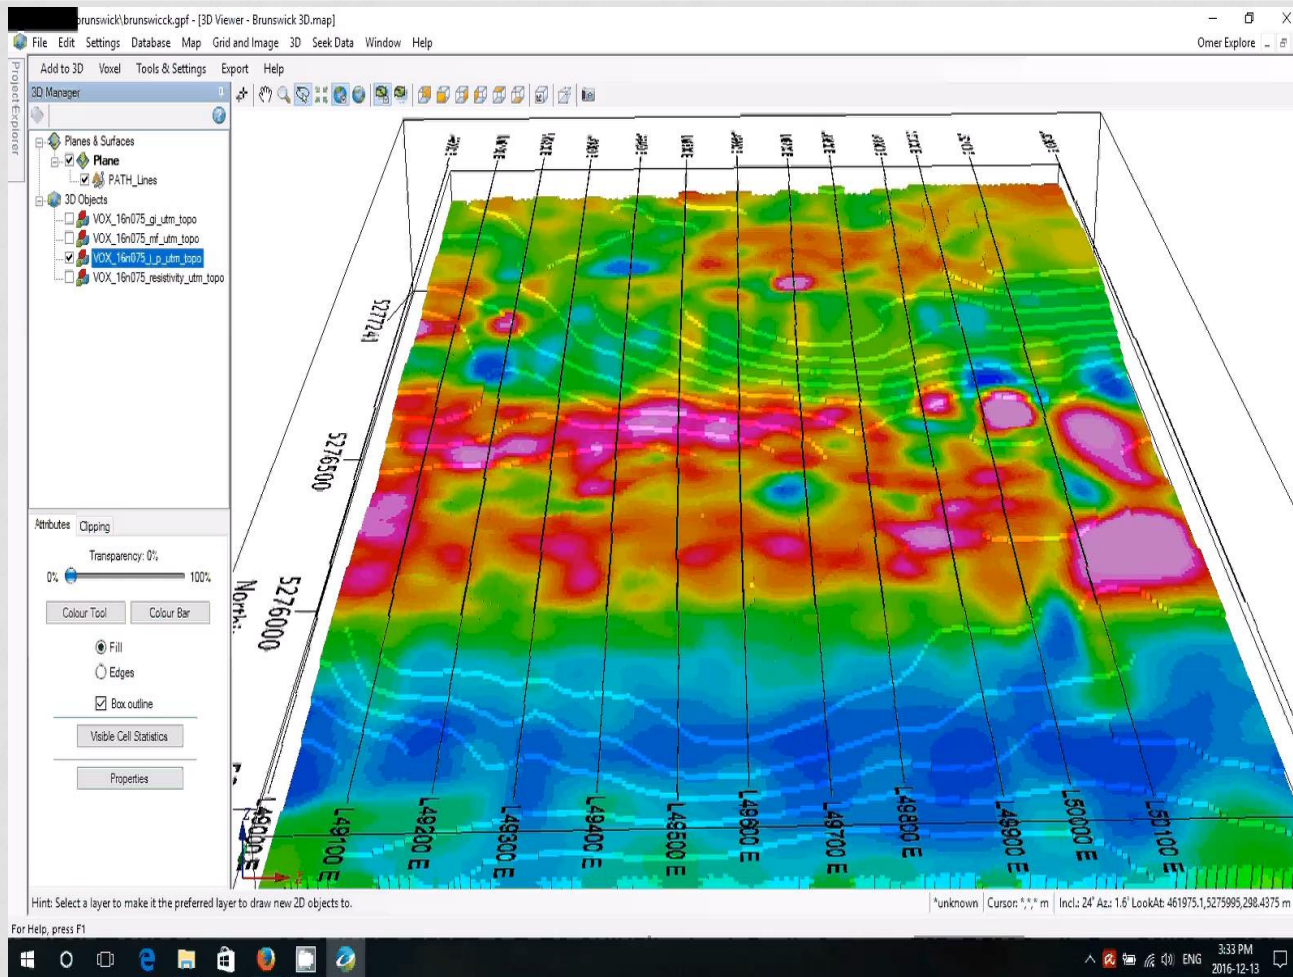 brunswick\brunswicck.gpf - [3D Viewer - Brunswick 3D.map]
File Edit Settings Database Map Grid and Image 3D Seek Data Window Help Omer Explore
Add to 3D Voxel Tools & Settings Export Help
Project Explorer
3D Manager
Planes & Surfaces
Plane
PATH_Lines
3D Objects
VOX_16n075_gi_utm_topo
VOX_16n075_mf_utm_topo
VOX_16n075_i_p_utm_topo
VOX_16n075_resistivity_utm_topo
Attributes Clipping
Transparency: 0%
0% 100%
Colour Tool Colour Bar
Fill
Edges
Box outline
Visible Cell Statistics
Properties
5277241
5276500
5276000
L49000 E
L49100 E
L49200 E
L49300 E
L49400 E
L49500 E
L49600 E
L49700 E
L49800 E
L49900 E
L50000 E
L50100 E
Hint: Select a layer to make it the preferred layer to draw new 2D objects to.
*unknown Cursor: *,*,* m Incl.: 24° Az.: 1.6° LookAt: 461975.1,5275995,298.4375 m
For Help, press F1
ENG
3:33 PM
2016-12-13